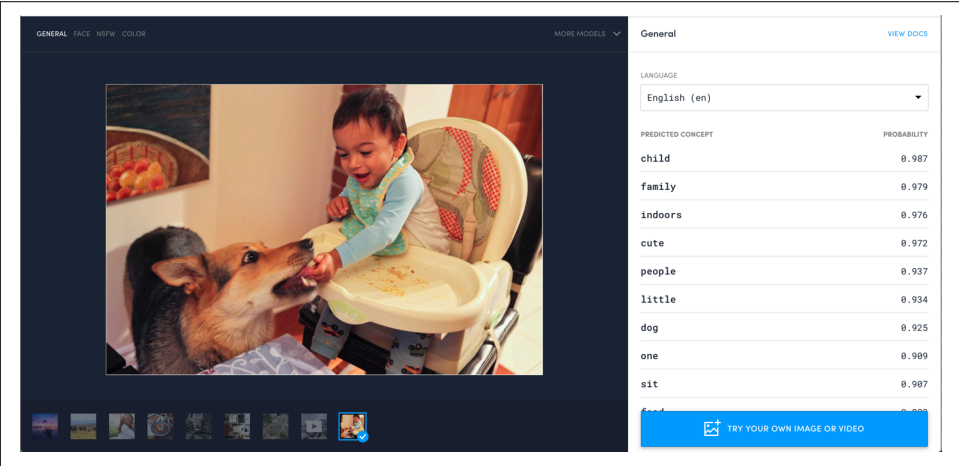 GENERAL FACE NSFW COLOR
MORE MODELS
General
VIEW DOCS
LANGUAGE
English (en)
PREDICTED CONCEPT PROBABILITY
child 0.987
family 0.979
indoors 0.976
cute 0.972
people 0.937
little 0.934
dog 0.925
one 0.909
sit 0.907
TRY YOUR OWN IMAGE OR VIDEO